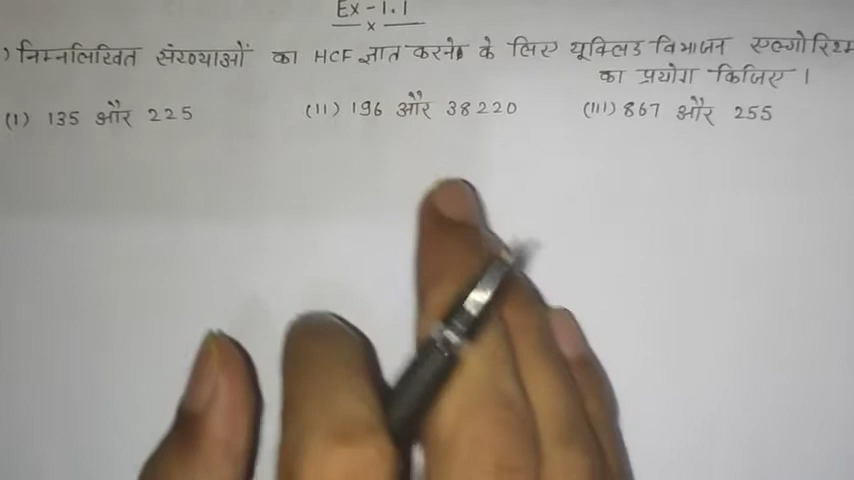 Ex-1.1
x
) निम्नलिखित संख्याओं का HCF ज्ञात करने के लिए यूक्लिड विभाजन एल्गोरिथम
का प्रयोग किजिए ।
(I) 135 और 225 (II) 196 और 38220 (III) 867 और 255